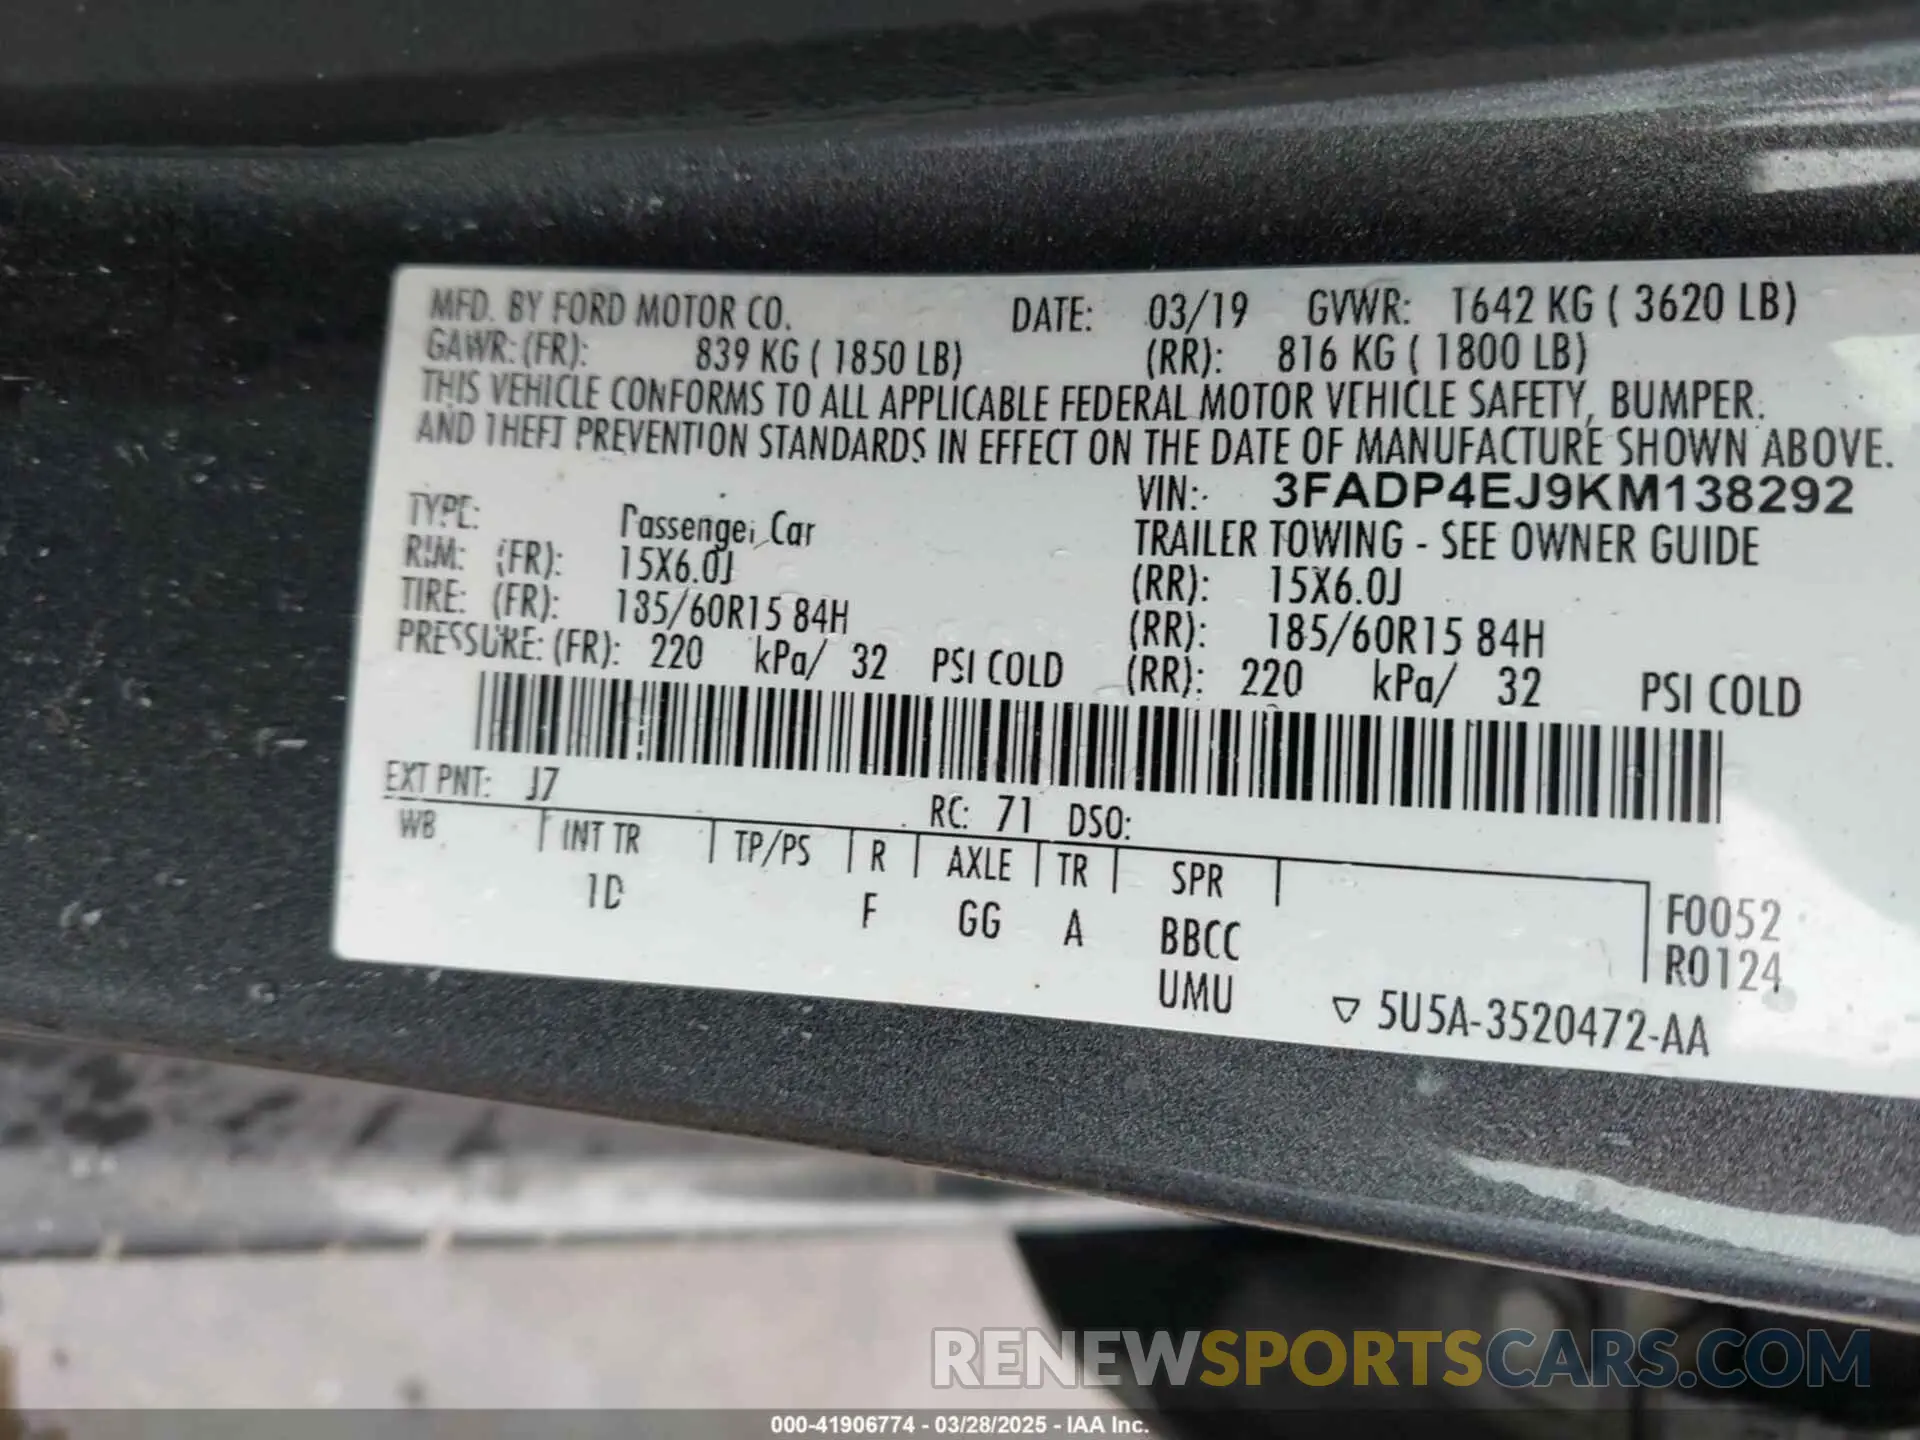 MFD. BY FORD MOTOR CO. DATE: 03/19 GVWR: 1642 KG ( 3620 LB)
GAWR: (FR): 839 KG ( 1850 LB) (RR): 816 KG ( 1800 LB)
THIS VEHICLE CONFORMS TO ALL APPLICABLE FEDERAL MOTOR VEHICLE SAFETY, BUMPER.
AND THEFT PREVENTION STANDARDS IN EFFECT ON THE DATE OF MANUFACTURE SHOWN ABOVE.
VIN: 3FADP4EJ9KM138292
TYPE: Passenger Car TRAILER TOWING - SEE OWNER GUIDE
RIM: (FR): 15X6.0J (RR): 15X6.0J
TIRE: (FR): 185/60R15 84H (RR): 185/60R15 84H
PRESSURE: (FR): 220 kPa/ 32 PSI COLD (RR): 220 kPa/ 32 PSI COLD
EXT PNT: J7 RC: 71 DSO:
WB INT TR TP/PS R AXLE TR SPR
1D F GG A BBCC F0052
UMU R0124
▽ 5U5A-3520472-AA
RENEWSPORTSCARS.COM
000-41906774 - 03/28/2025 - IAA Inc.